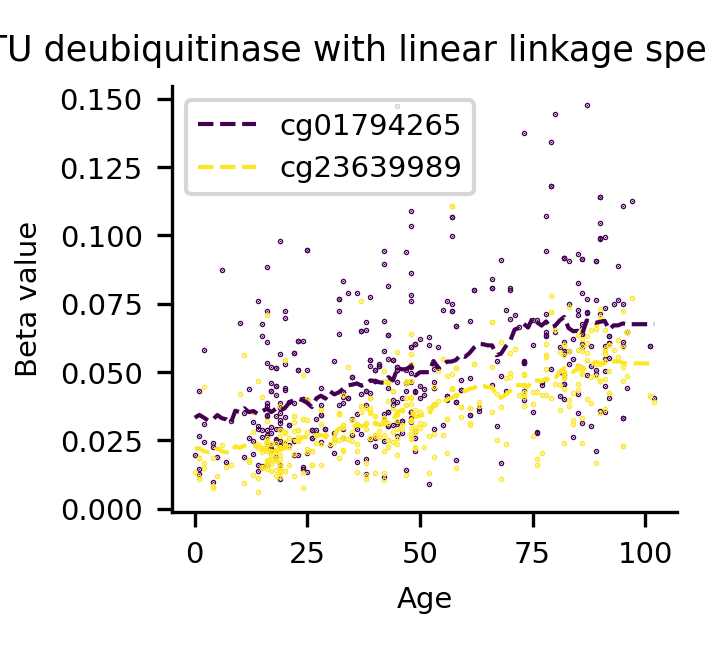 TU deubiquitinase with linear linkage spe
0.150
0.125
0.100
0.075
0.050
0.025
0.000
Beta value
cg01794265
cg23639989
0 25 50 75 100
Age